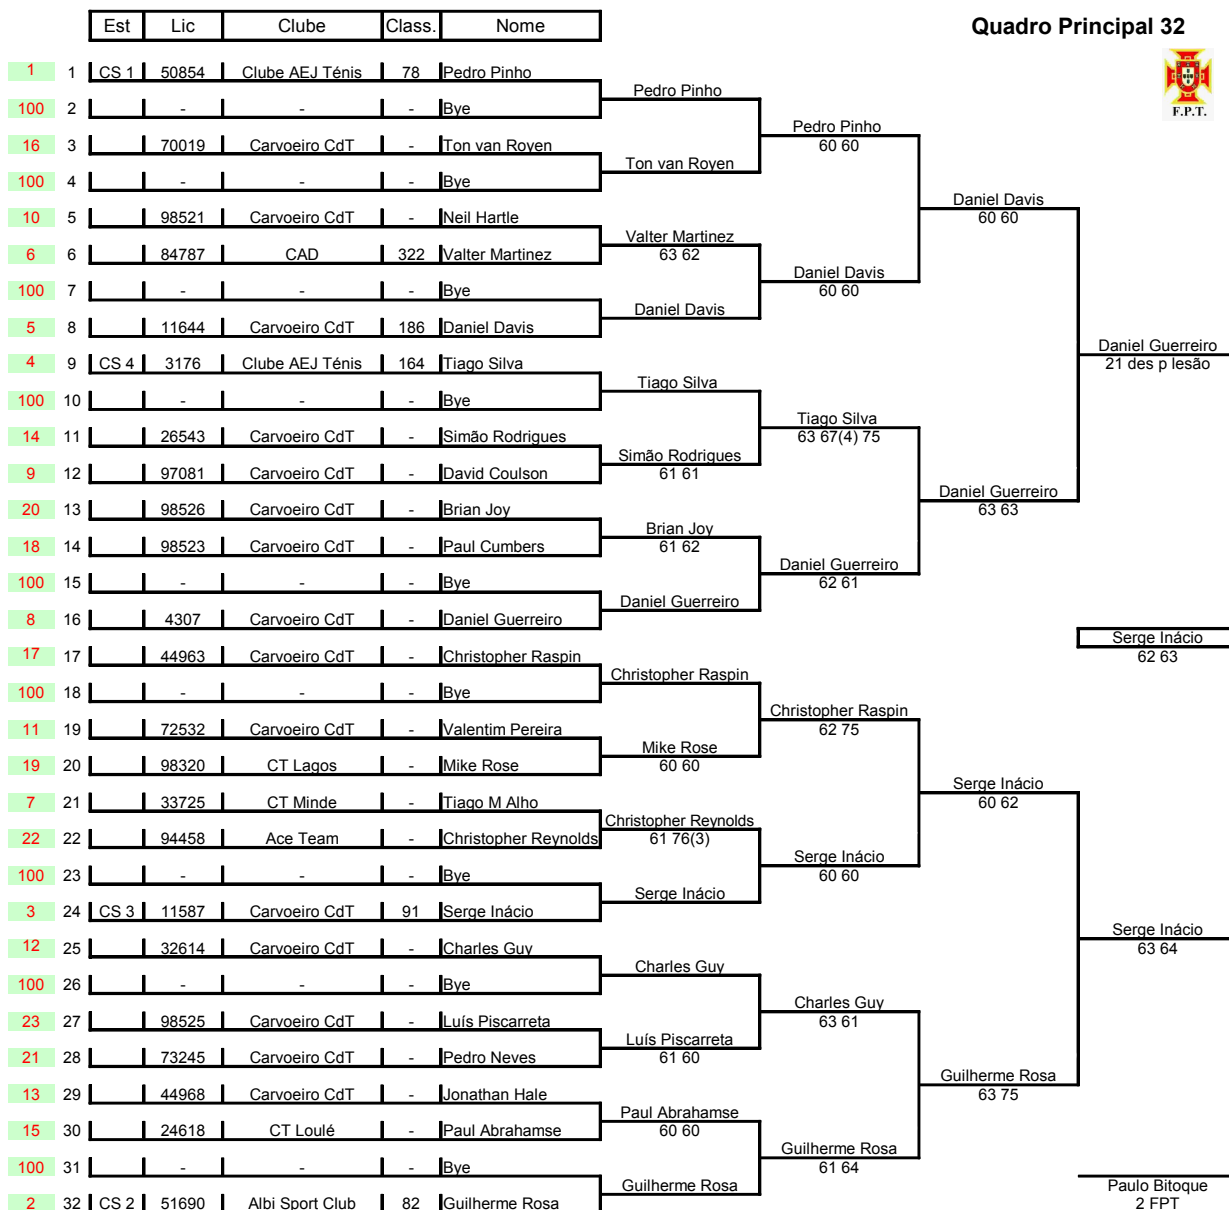 Est Lic Clube Class. Nome
Quadro Principal 32
F.P.T.
1 1 CS 1 50854 Clube AEJ Ténis 78 Pedro Pinho
Pedro Pinho
100 2 - - - Bye
Pedro Pinho
60 60
16 3 70019 Carvoeiro CdT - Ton van Royen
Ton van Royen
100 4 - - - Bye
Daniel Davis
60 60
10 5 98521 Carvoeiro CdT - Neil Hartle
Valter Martinez
63 62
6 6 84787 CAD 322 Valter Martinez
Daniel Davis
60 60
100 7 - - - Bye
Daniel Davis
5 8 11644 Carvoeiro CdT 186 Daniel Davis
Daniel Guerreiro
21 des p lesão
4 9 CS 4 3176 Clube AEJ Ténis 164 Tiago Silva
Tiago Silva
100 10 - - - Bye
Tiago Silva
63 67(4) 75
14 11 26543 Carvoeiro CdT - Simão Rodrigues
Simão Rodrigues
61 61
9 12 97081 Carvoeiro CdT - David Coulson
Daniel Guerreiro
63 63
20 13 98526 Carvoeiro CdT - Brian Joy
Brian Joy
61 62
18 14 98523 Carvoeiro CdT - Paul Cumbers
Daniel Guerreiro
62 61
100 15 - - - Bye
Daniel Guerreiro
8 16 4307 Carvoeiro CdT - Daniel Guerreiro
Serge Inácio
62 63
17 17 44963 Carvoeiro CdT - Christopher Raspin
Christopher Raspin
100 18 - - - Bye
Christopher Raspin
62 75
11 19 72532 Carvoeiro CdT - Valentim Pereira
Mike Rose
60 60
19 20 98320 CT Lagos - Mike Rose
Serge Inácio
60 62
7 21 33725 CT Minde - Tiago M Alho
Christopher Reynolds
61 76(3)
22 22 94458 Ace Team - Christopher Reynolds
Serge Inácio
60 60
100 23 - - - Bye
Serge Inácio
3 24 CS 3 11587 Carvoeiro CdT 91 Serge Inácio
Serge Inácio
63 64
12 25 32614 Carvoeiro CdT - Charles Guy
Charles Guy
100 26 - - - Bye
Charles Guy
63 61
23 27 98525 Carvoeiro CdT - Luís Piscarreta
Luís Piscarreta
61 60
21 28 73245 Carvoeiro CdT - Pedro Neves
Guilherme Rosa
63 75
13 29 44968 Carvoeiro CdT - Jonathan Hale
Paul Abrahamse
60 60
15 30 24618 CT Loulé - Paul Abrahamse
Guilherme Rosa
61 64
100 31 - - - Bye
Guilherme Rosa
2 32 CS 2 51690 Albi Sport Club 82 Guilherme Rosa
Paulo Bitoque
2 FPT